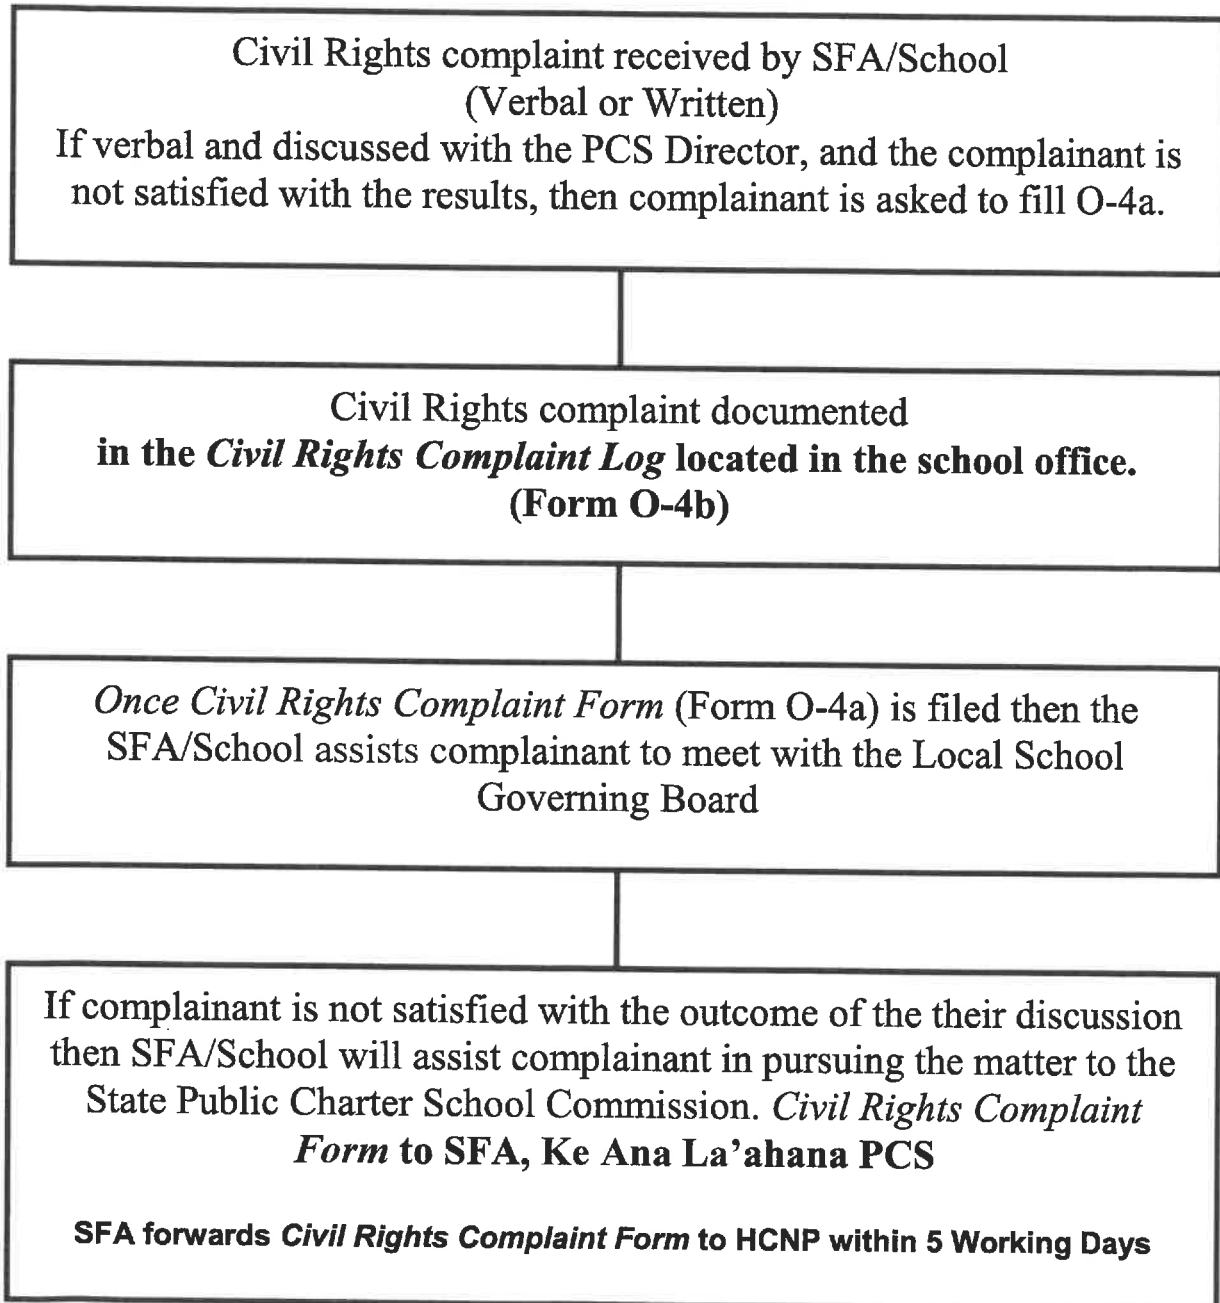 Civil Rights complaint received by SFA/School
(Verbal or Written)
If verbal and discussed with the PCS Director, and the complainant is
not satisfied with the results, then complainant is asked to fill O-4a.
Civil Rights complaint documented
in the Civil Rights Complaint Log located in the school office.
(Form O-4b)
Once Civil Rights Complaint Form (Form O-4a) is filed then the
SFA/School assists complainant to meet with the Local School
Governing Board
If complainant is not satisfied with the outcome of the their discussion
then SFA/School will assist complainant in pursuing the matter to the
State Public Charter School Commission. Civil Rights Complaint
Form to SFA, Ke Ana La'ahana PCS
SFA forwards Civil Rights Complaint Form to HCNP within 5 Working Days